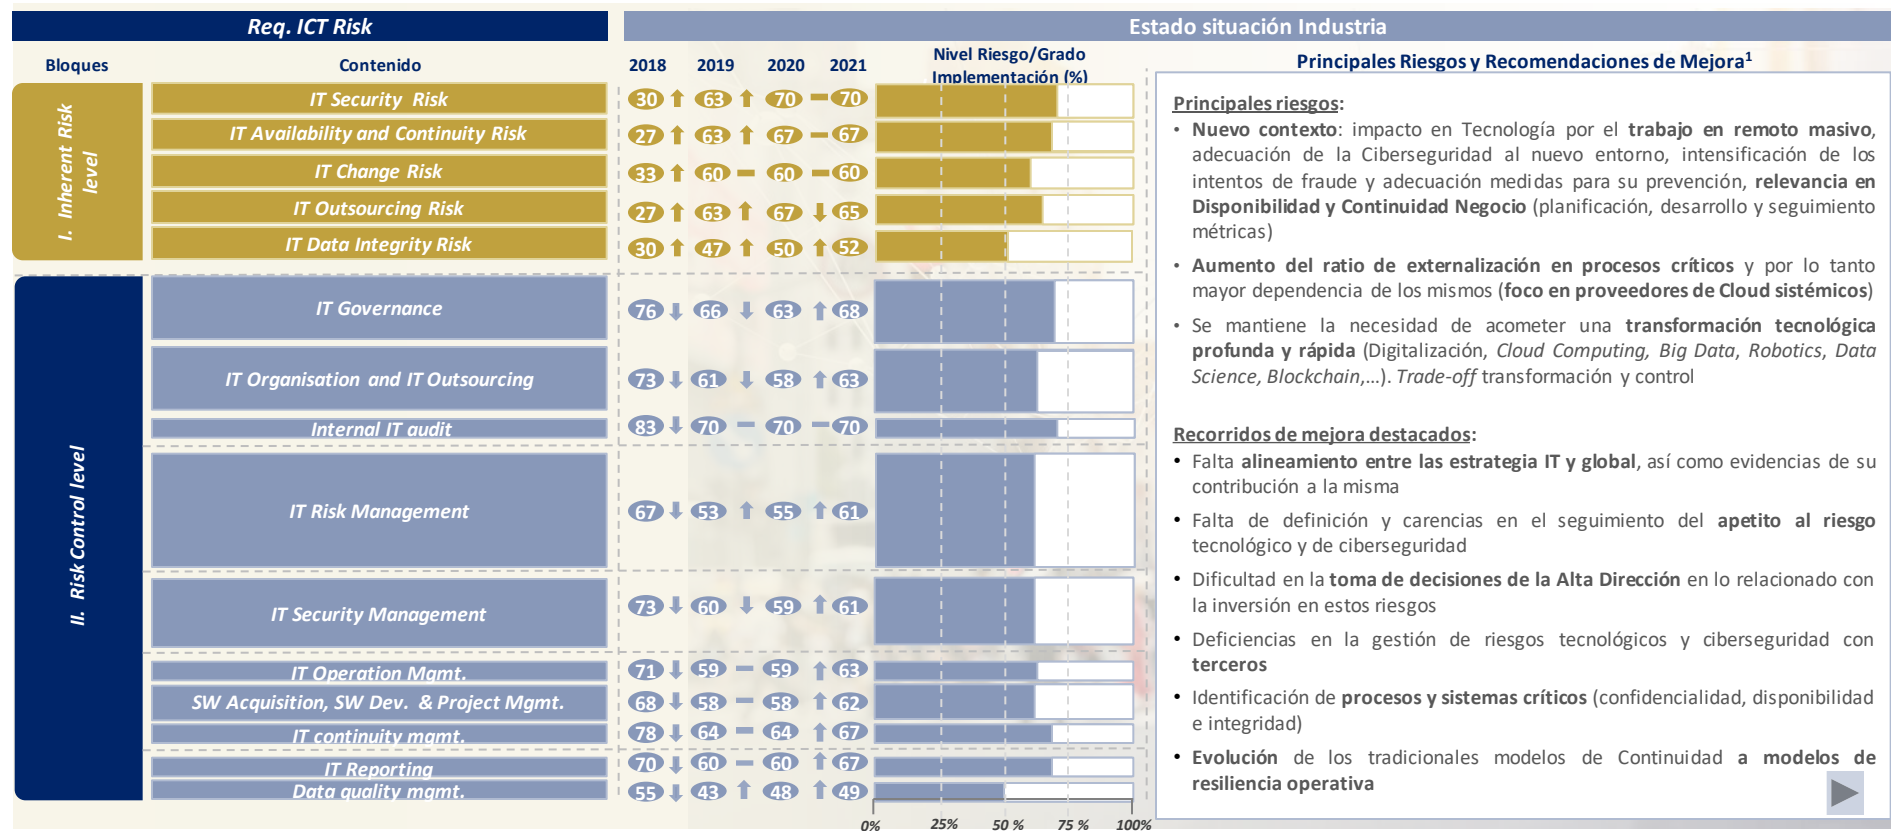 Req. ICT Risk
Estado situación Industria
Bloques
Contenido
2018 2019 2020 2021
Nivel Riesgo/Grado
Implementación (%)
Principales Riesgos y Recomendaciones de Mejora1
I. Inherent Risk
level
IT Security Risk
30 63 70 70
IT Availability and Continuity Risk
27 63 67 67
IT Change Risk
33 60 60 60
IT Outsourcing Risk
27 63 67 65
IT Data Integrity Risk
30 47 50 52
II. Risk Control level
IT Governance
76 66 63 68
IT Organisation and IT Outsourcing
73 61 58 63
Internal IT audit
83 70 70 70
IT Risk Management
67 53 55 61
IT Security Management
73 60 59 61
IT Operation Mgmt.
71 59 59 63
SW Acquisition, SW Dev. & Project Mgmt.
68 58 58 62
IT continuity mgmt.
78 64 64 67
IT Reporting
70 60 60 67
Data quality mgmt.
55 43 48 49
0% 25% 50 % 75 % 100%
Principales riesgos:
• Nuevo contexto: impacto en Tecnología por el trabajo en remoto masivo,
adecuación de la Ciberseguridad al nuevo entorno, intensificación de los
intentos de fraude y adecuación medidas para su prevención, relevancia en
Disponibilidad y Continuidad Negocio (planificación, desarrollo y seguimiento
métricas)
• Aumento del ratio de externalización en procesos críticos y por lo tanto
mayor dependencia de los mismos (foco en proveedores de Cloud sistémicos)
• Se mantiene la necesidad de acometer una transformación tecnológica
profunda y rápida (Digitalización, Cloud Computing, Big Data, Robotics, Data
Science, Blockchain,...). Trade-off transformación y control
Recorridos de mejora destacados:
• Falta alineamiento entre las estrategia IT y global, así como evidencias de su
contribución a la misma
• Falta de definición y carencias en el seguimiento del apetito al riesgo
tecnológico y de ciberseguridad
• Dificultad en la toma de decisiones de la Alta Dirección en lo relacionado con
la inversión en estos riesgos
• Deficiencias en la gestión de riesgos tecnológicos y ciberseguridad con
terceros
• Identificación de procesos y sistemas críticos (confidencialidad, disponibilidad
e integridad)
• Evolución de los tradicionales modelos de Continuidad a modelos de
resiliencia operativa